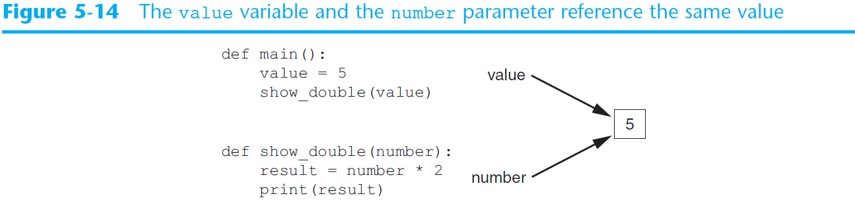 Figure 5-14 The value variable and the number parameter reference the same value
def main():
    value = 5
    show_double(value)
value
5
def show_double(number):
    result = number * 2
    print(result)
number